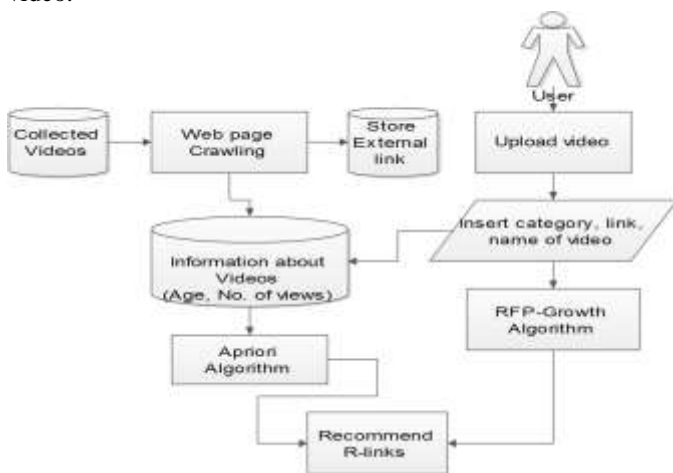 video.
User
Collected
Videos
Web page
Crawling
Store
External
link
Upload video
Insert category, link,
name of video
Information about
Videos
(Age, No. of views)
RFP-Growth
Algorithm
Apriori
Algorithm
Recommend
R-links